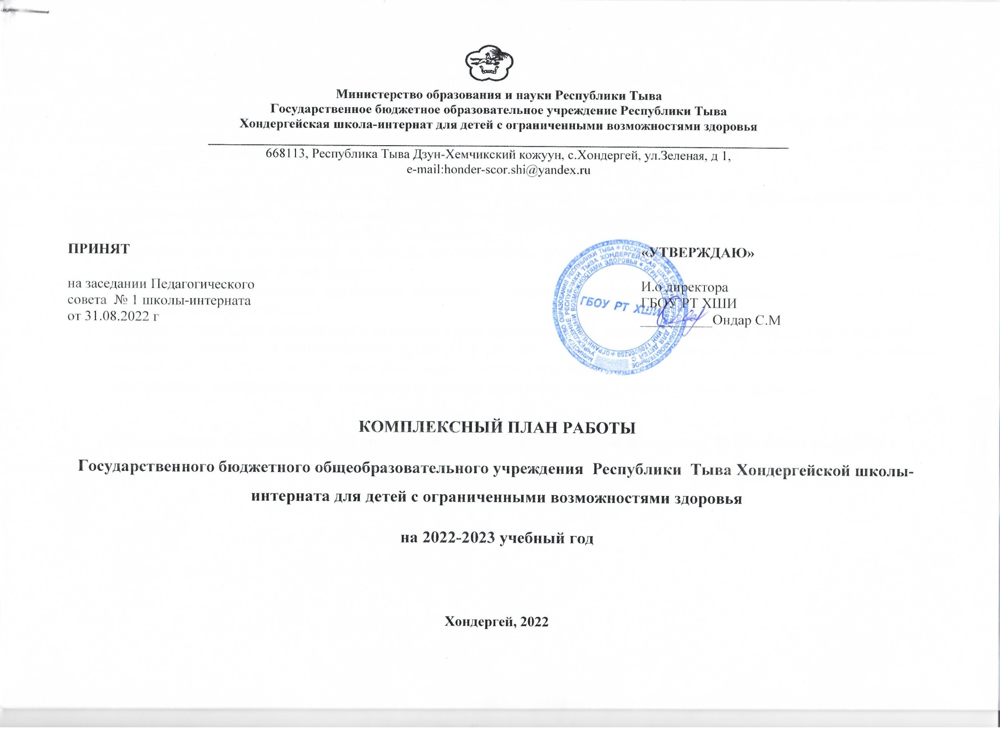 Министерство образования и науки Республики Тыва
Государственное бюджетное образовательное учреждение Республики Тыва
Хондергейская школа-интернат для детей с ограниченными возможностями здоровья
668113, Республика Тыва Дзун-Хемчикский кожуун, с.Хондергей, ул.Зеленая, д 1,
e-mail:honder-scor.shi@yandex.ru
ПРИНЯТ
на заседании Педагогического
совета № 1 школы-интерната
от 31.08.2022 г
«УТВЕРЖДАЮ»
И.о директора
ГБОУ РТ ХШИ
____________Ондар С.М
ГБОУ РТ ХШИ
КОМПЛЕКСНЫЙ ПЛАН РАБОТЫ
Государственного бюджетного общеобразовательного учреждения Республики Тыва Хондергейской школы-
интерната для детей с ограниченными возможностями здоровья
на 2022-2023 учебный год
Хондергей, 2022